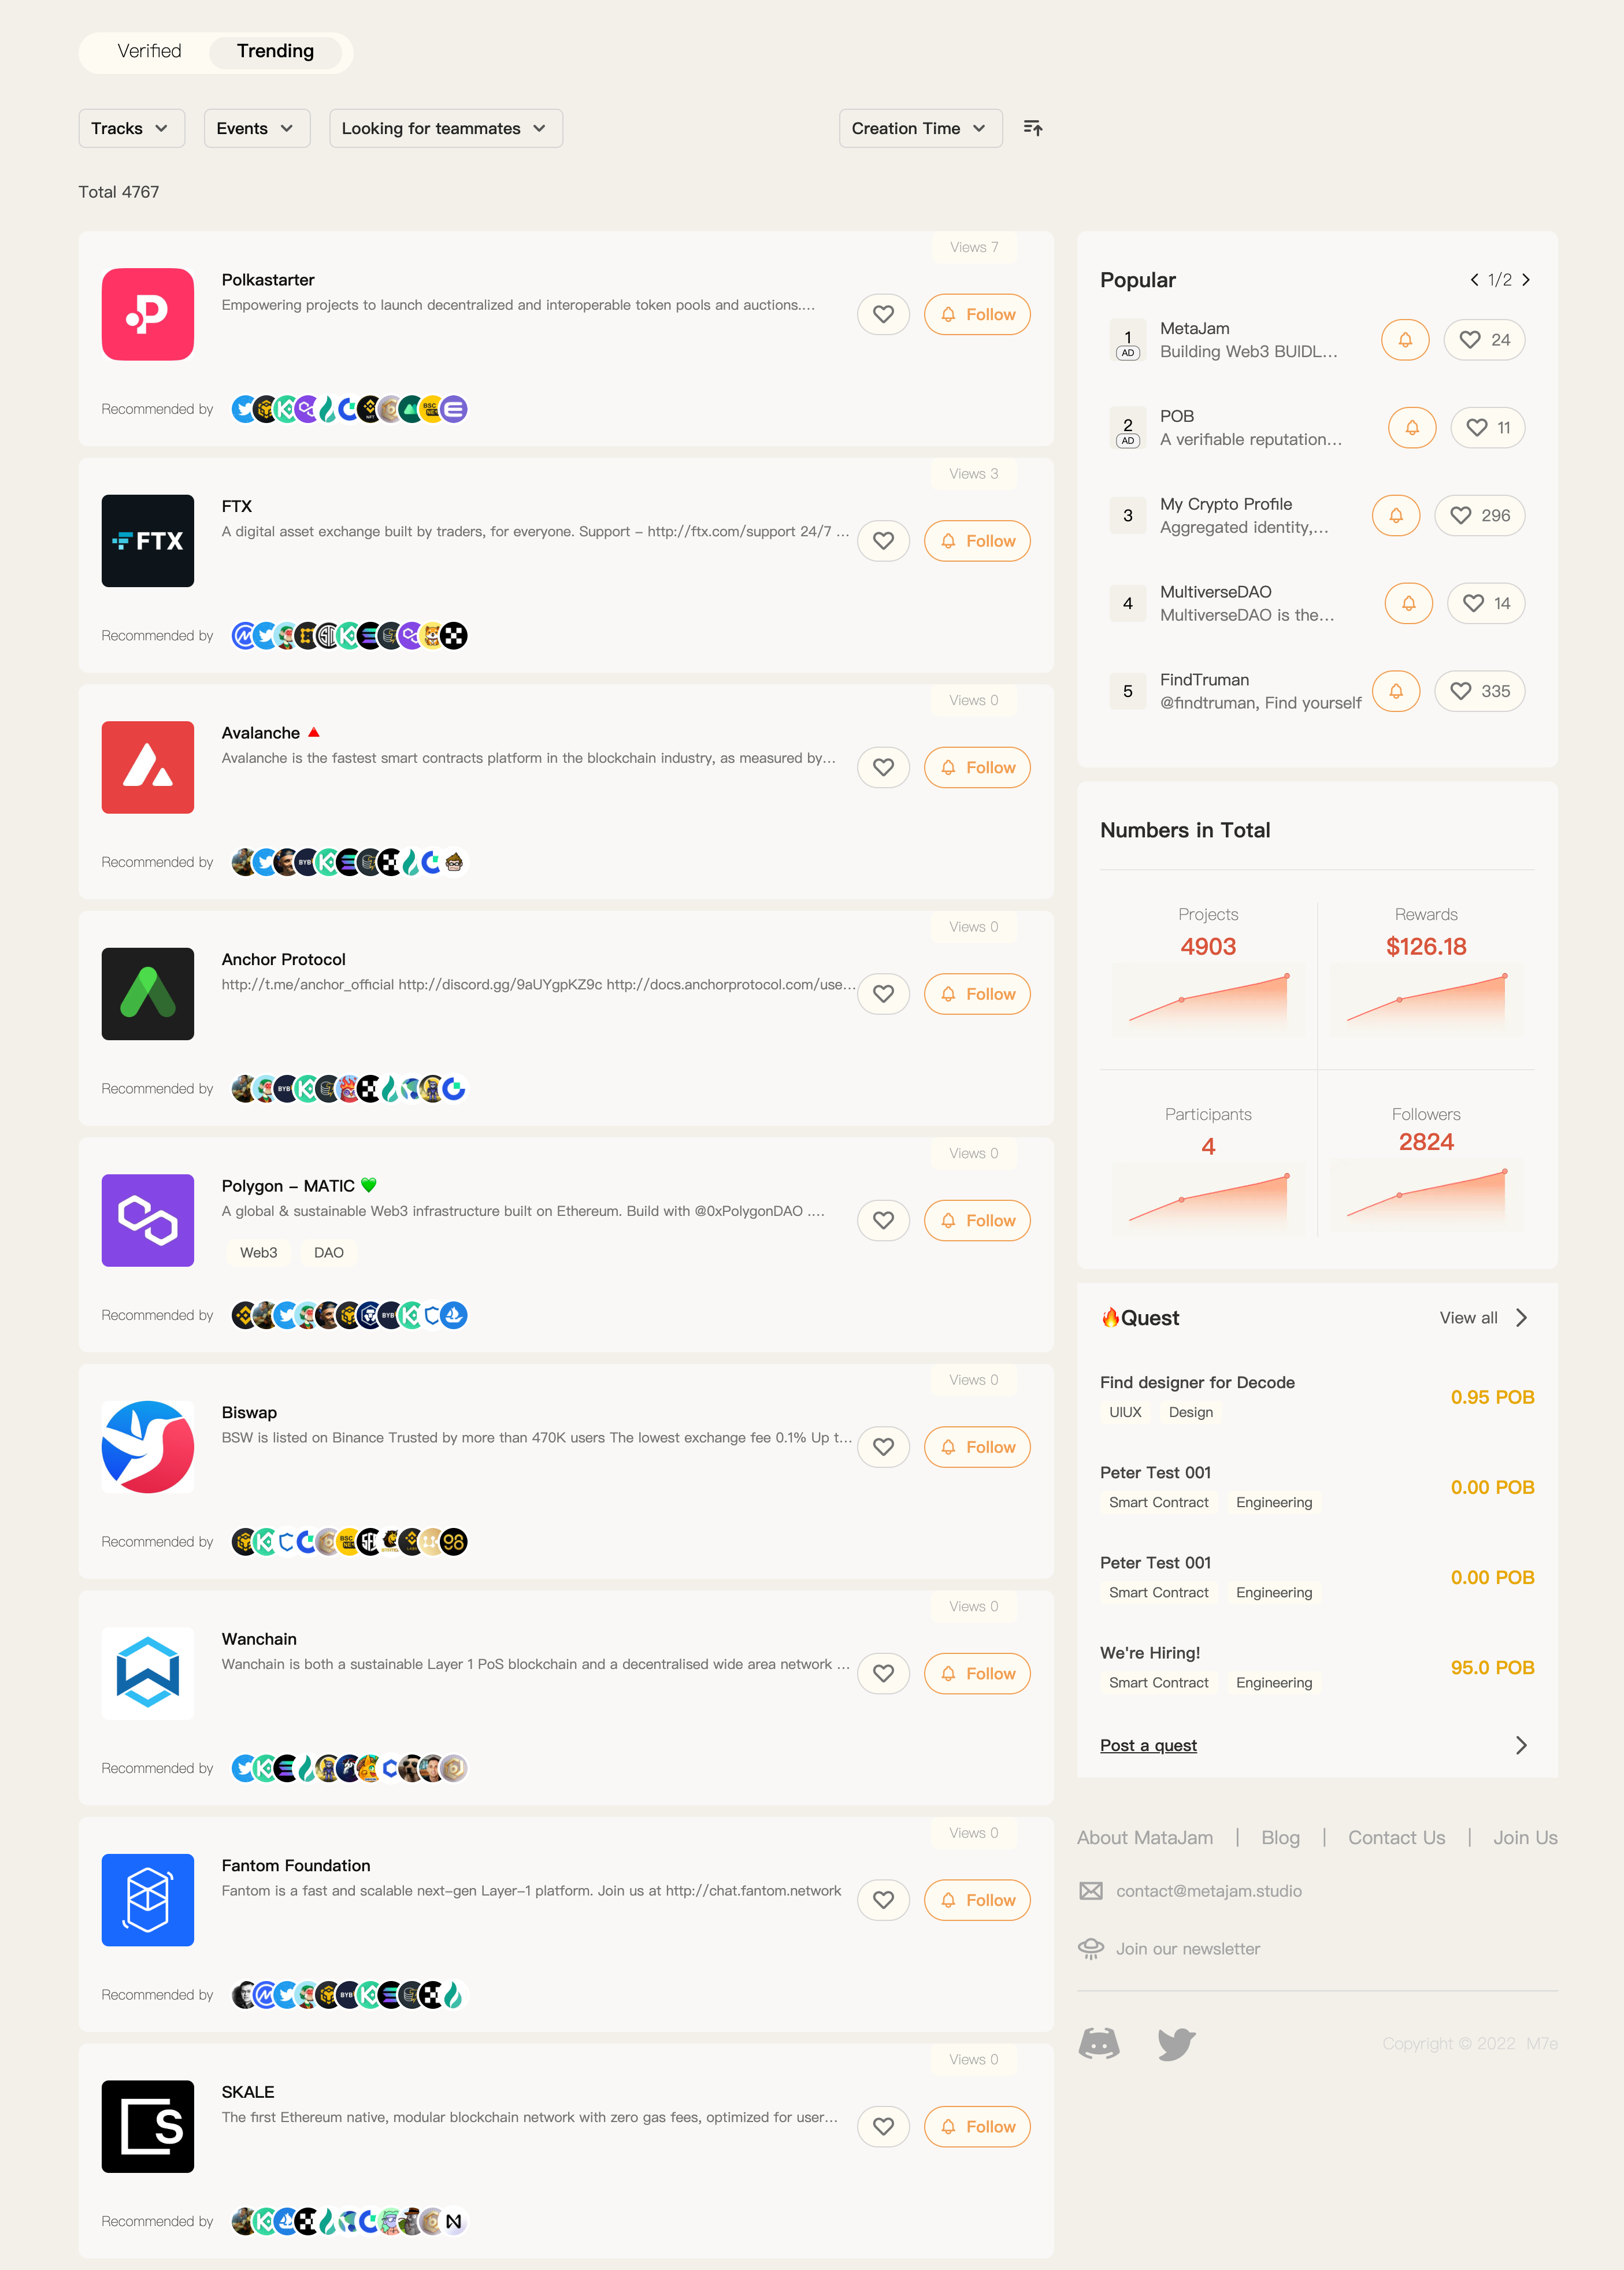 Verified Trending
Tracks Events Looking for teammates Creation Time
Total 4767
Views 7
Polkastarter
Empowering projects to launch decentralized and interoperable token pools and auctions....
Follow
Recommended by
Views 3
FTX
FTX
A digital asset exchange built by traders, for everyone. Support - http://ftx.com/support 24/7 ...
Follow
Recommended by
Views 0
Avalanche
Avalanche is the fastest smart contracts platform in the blockchain industry, as measured by...
Follow
Recommended by
Views 0
Anchor Protocol
http://t.me/anchor_official http://discord.gg/9aUYgpKZ9c http://docs.anchorprotocol.com/use...
Follow
Recommended by
Views 0
Polygon - MATIC 💚
A global & sustainable Web3 infrastructure built on Ethereum. Build with @0xPolygonDAO ....
Follow
Web3 DAO
Recommended by
Views 0
Biswap
BSW is listed on Binance Trusted by more than 470K users The lowest exchange fee 0.1% Up t...
Follow
Recommended by
Views 0
Wanchain
Wanchain is both a sustainable Layer 1 PoS blockchain and a decentralised wide area network ...
Follow
Recommended by
Views 0
Fantom Foundation
Fantom is a fast and scalable next-gen Layer-1 platform. Join us at http://chat.fantom.network
Follow
Recommended by
Views 0
SKALE
The first Ethereum native, modular blockchain network with zero gas fees, optimized for user...
Follow
Recommended by
Popular 1/2
1 AD
MetaJam
Building Web3 BUIDL...
24
2 AD
POB
A verifiable reputation...
11
3
My Crypto Profile
Aggregated identity,...
296
4
MultiverseDAO
MultiverseDAO is the...
14
5
FindTruman
@findtruman, Find yourself
335
Numbers in Total
Projects Rewards
4903 $126.18
Participants Followers
4 2824
🔥Quest View all
Find designer for Decode
UIUX Design
0.95 POB
Peter Test 001
Smart Contract Engineering
0.00 POB
Peter Test 001
Smart Contract Engineering
0.00 POB
We're Hiring!
Smart Contract Engineering
95.0 POB
Post a quest
About MataJam | Blog | Contact Us | Join Us
contact@metajam.studio
Join our newsletter
Copyright © 2022 M7e